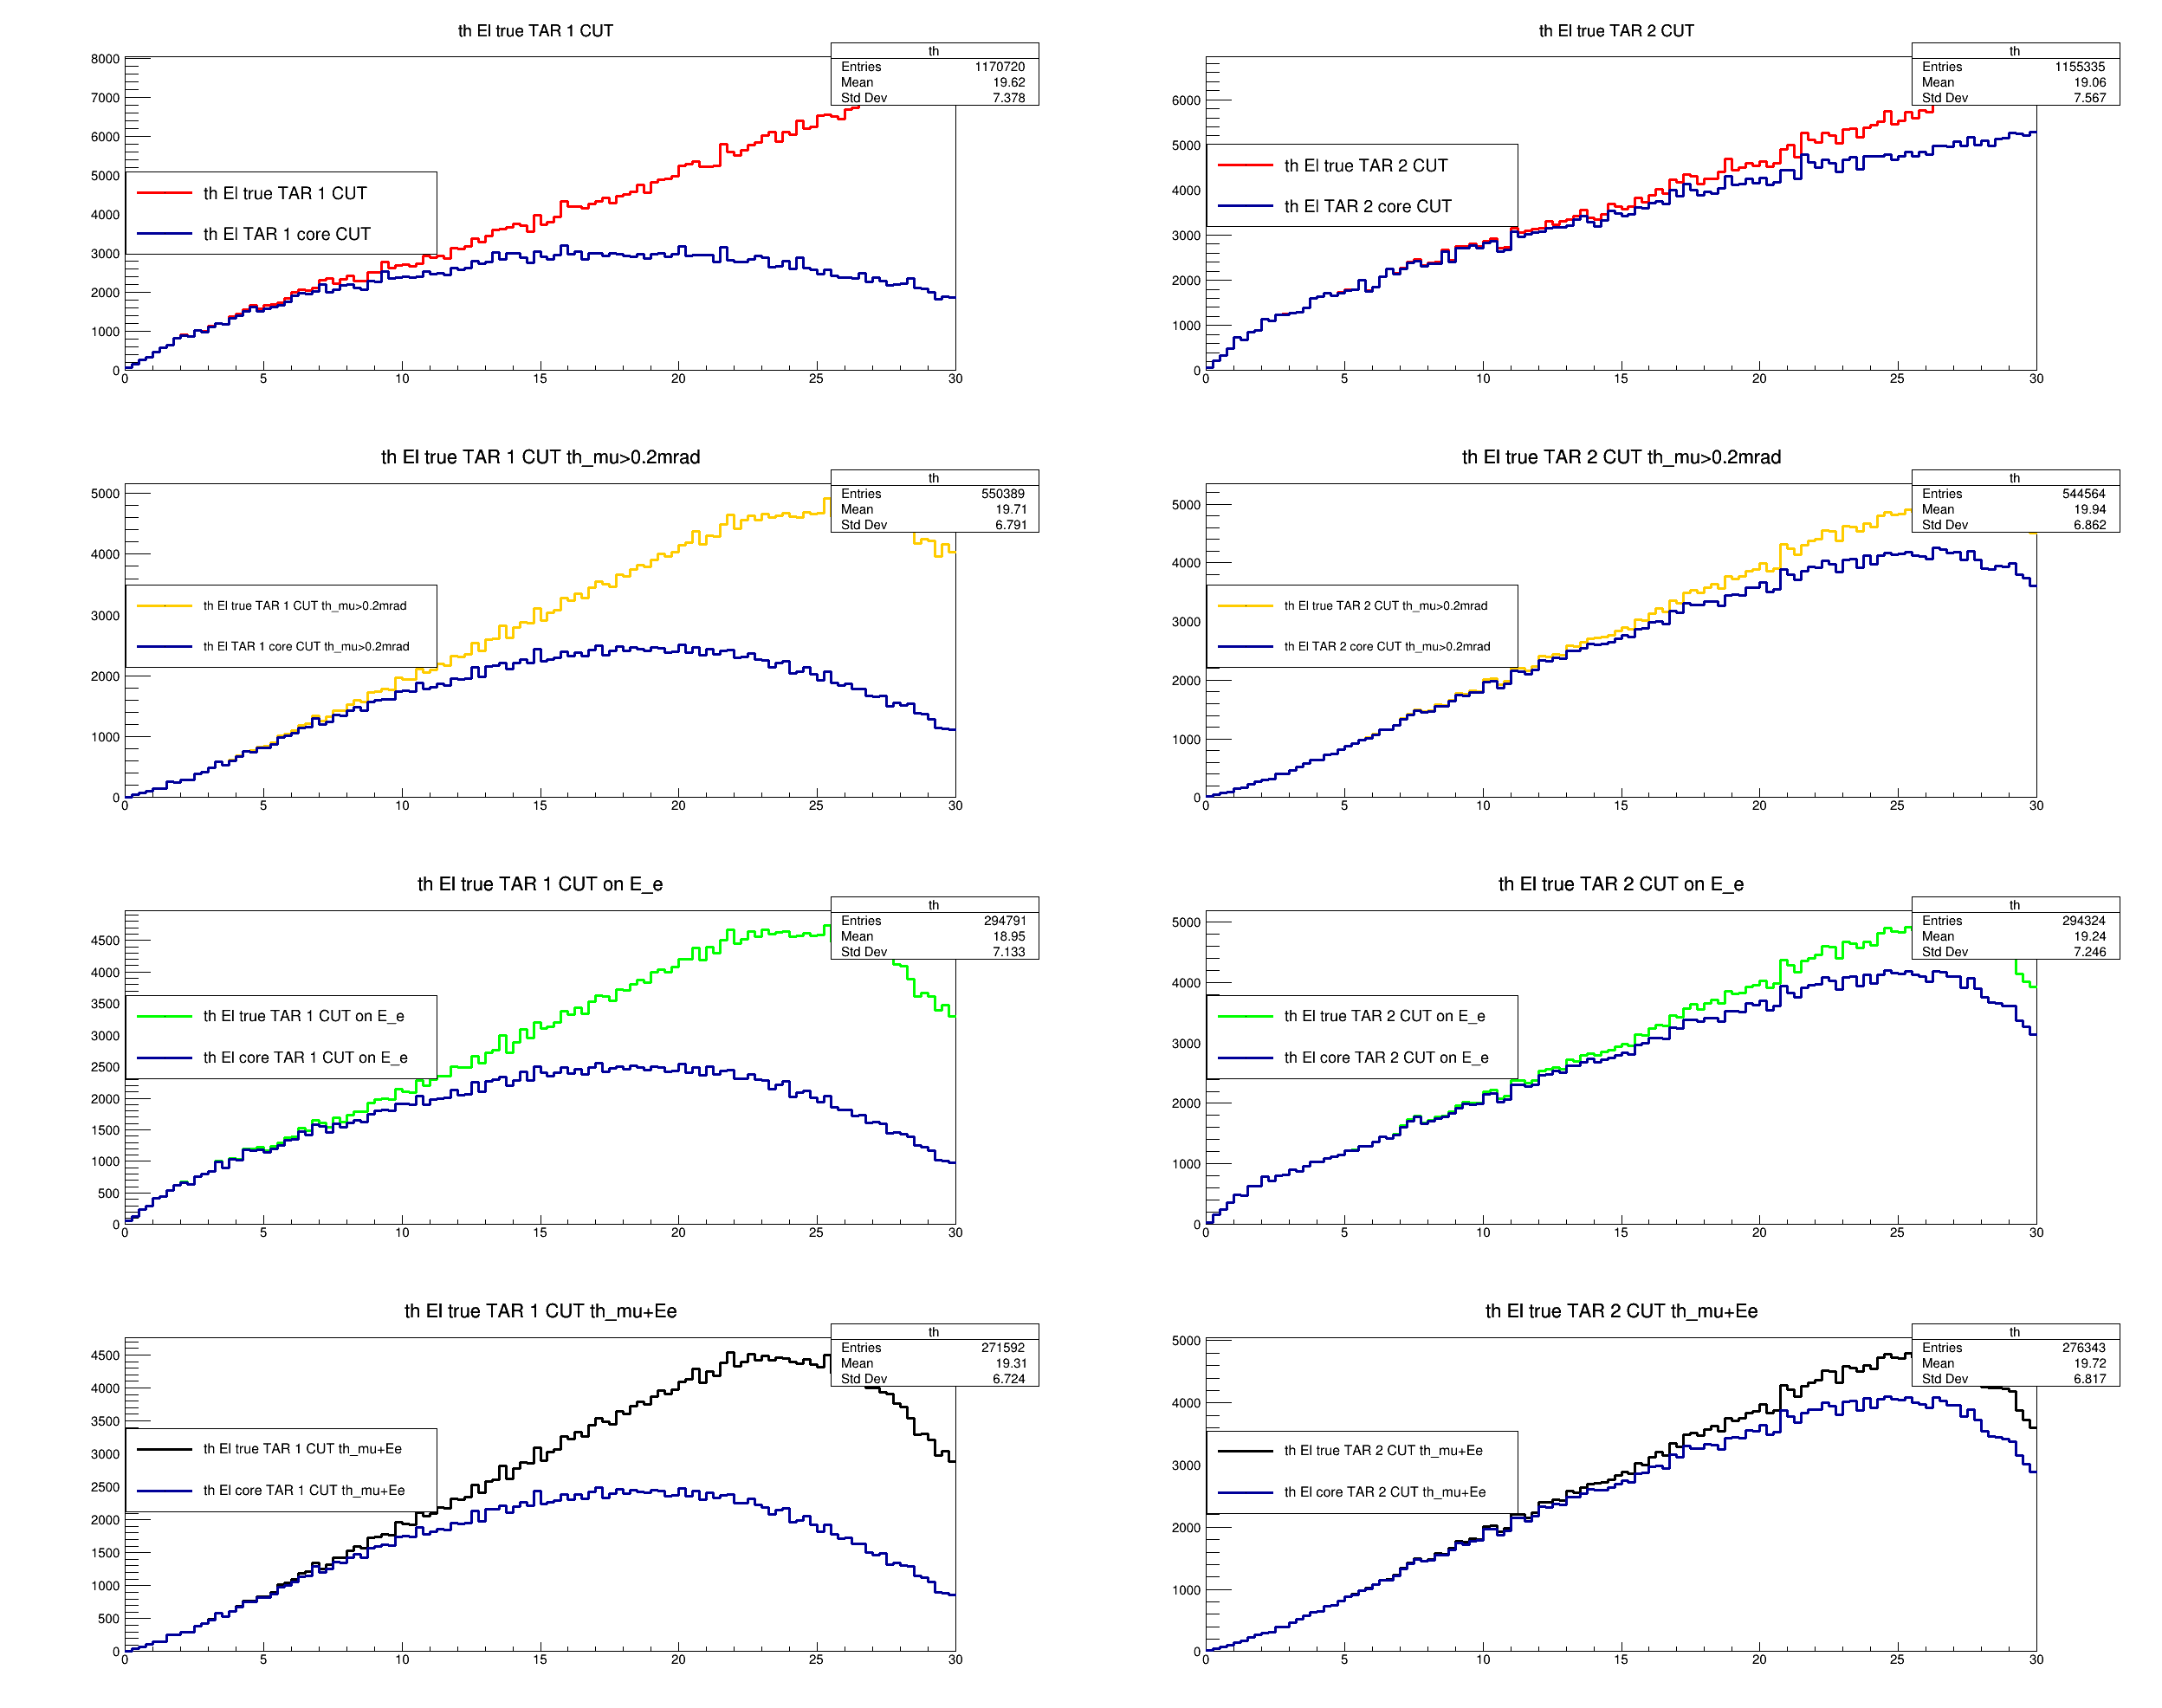 th El true TAR 1 CUT
th
Entries 1170720
Mean 19.62
Std Dev 7.378
8000
7000
6000
5000
4000
3000
2000
1000
0
th El true TAR 1 CUT
th El TAR 1 core CUT
0 5 10 15 20 25 30
th El true TAR 2 CUT
th
Entries 1155335
Mean 19.06
Std Dev 7.567
6000
5000
4000
3000
2000
1000
0
th El true TAR 2 CUT
th El TAR 2 core CUT
0 5 10 15 20 25 30
th El true TAR 1 CUT th_mu>0.2mrad
th
Entries 550389
Mean 19.71
Std Dev 6.791
5000
4000
3000
2000
1000
0
th El true TAR 1 CUT th_mu>0.2mrad
th El TAR 1 core CUT th_mu>0.2mrad
0 5 10 15 20 25 30
th El true TAR 2 CUT th_mu>0.2mrad
th
Entries 544564
Mean 19.94
Std Dev 6.862
5000
4000
3000
2000
1000
0
th El true TAR 2 CUT th_mu>0.2mrad
th El TAR 2 core CUT th_mu>0.2mrad
0 5 10 15 20 25 30
th El true TAR 1 CUT on E_e
th
Entries 294791
Mean 18.95
Std Dev 7.133
4500
4000
3500
3000
2500
2000
1500
1000
500
0
th El true TAR 1 CUT on E_e
th El core TAR 1 CUT on E_e
0 5 10 15 20 25 30
th El true TAR 2 CUT on E_e
th
Entries 294324
Mean 19.24
Std Dev 7.246
5000
4000
3000
2000
1000
0
th El true TAR 2 CUT on E_e
th El core TAR 2 CUT on E_e
0 5 10 15 20 25 30
th El true TAR 1 CUT th_mu+Ee
th
Entries 271592
Mean 19.31
Std Dev 6.724
4500
4000
3500
3000
2500
2000
1500
1000
500
0
th El true TAR 1 CUT th_mu+Ee
th El core TAR 1 CUT th_mu+Ee
0 5 10 15 20 25 30
th El true TAR 2 CUT th_mu+Ee
th
Entries 276343
Mean 19.72
Std Dev 6.817
5000
4000
3000
2000
1000
0
th El true TAR 2 CUT th_mu+Ee
th El core TAR 2 CUT th_mu+Ee
0 5 10 15 20 25 30